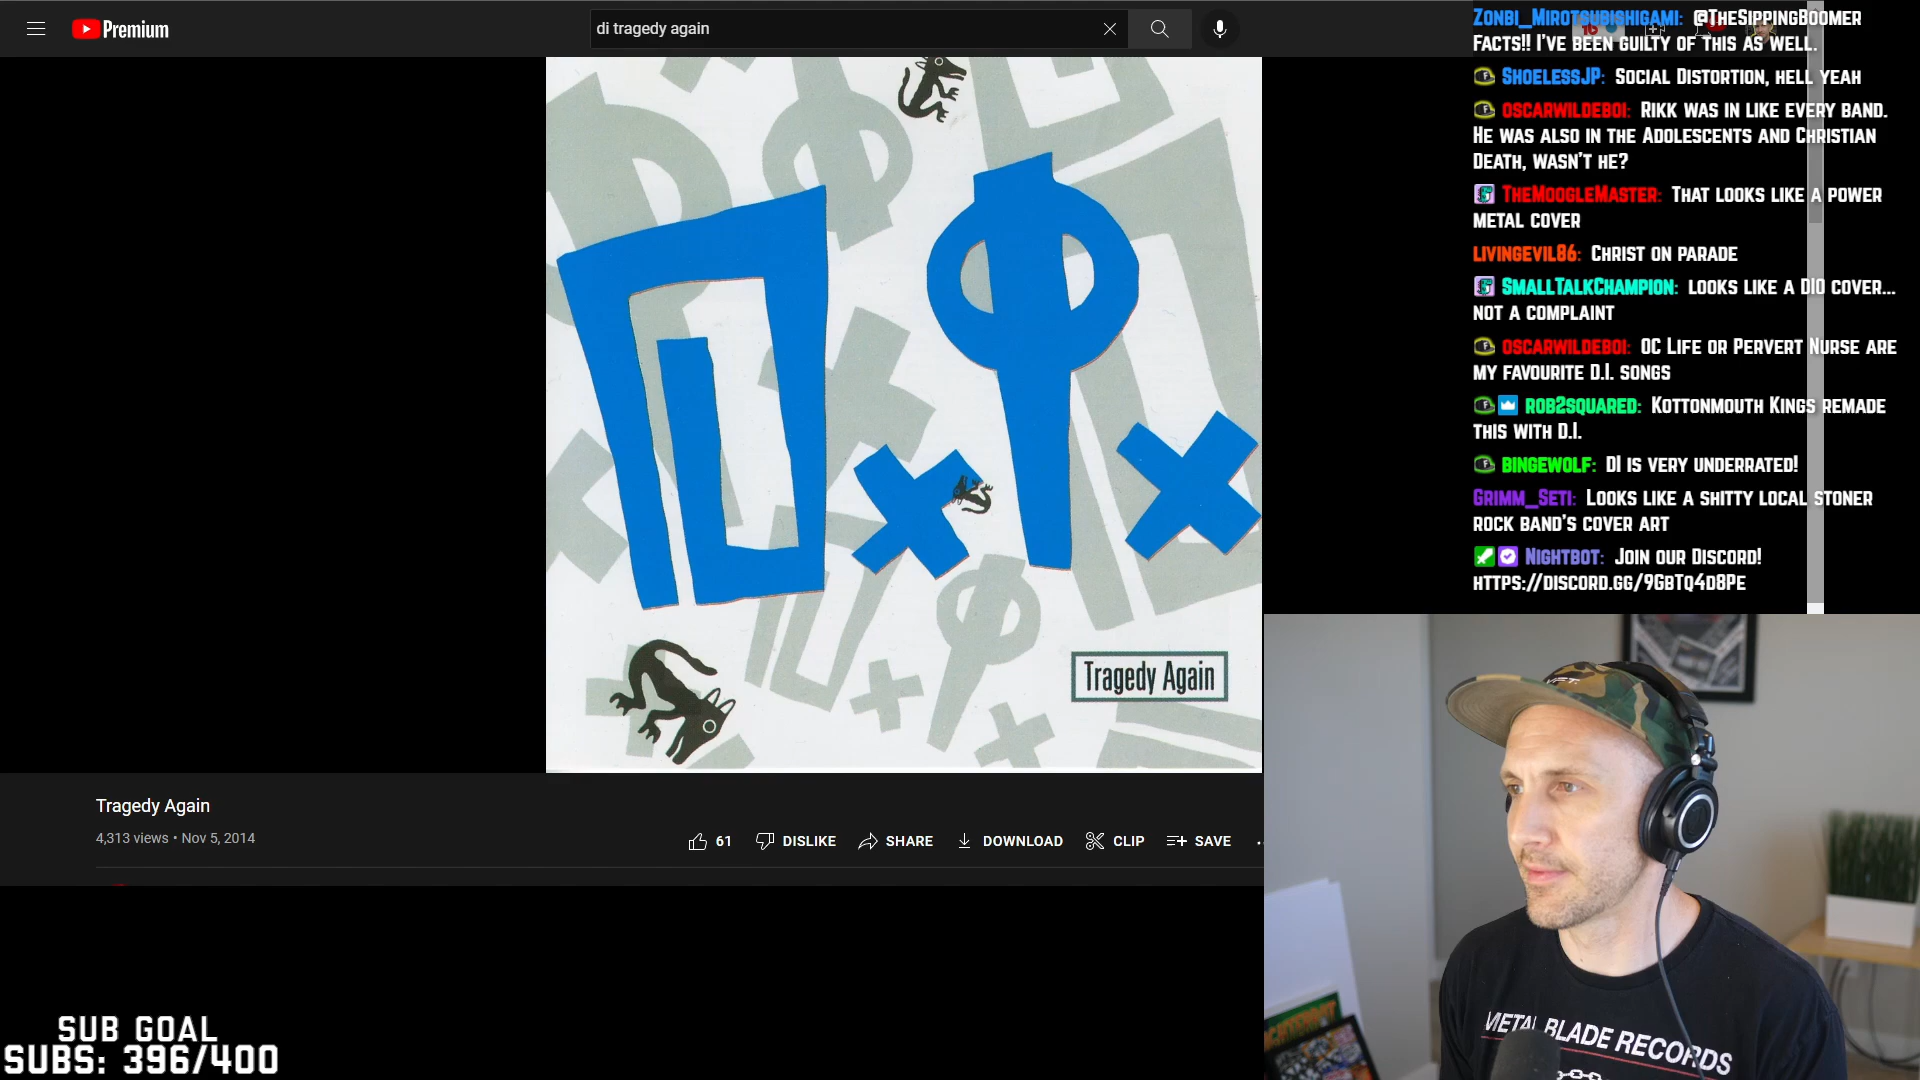 Premium
di tragedy again
Tragedy Again
Tragedy Again
4,313 views • Nov 5, 2014
61
DISLIKE
SHARE
DOWNLOAD
CLIP
SAVE
SUB GOAL
SUBS: 396/400
Zonbi_Mirotsubishigami: @TheSippingBoomer
Facts!! I've been guilty of this as well.
ShoelessJP: Social Distortion, hell yeah
oscarwildeboi: Rikk was in like every band.
He was also in the Adolescents and Christian
Death, wasn't he?
TheMoogleMaster: That looks like a power
metal cover
livingevil86: Christ on Parade
SmallTalkChampion: looks like a Dio cover...
not a complaint
oscarwildeboi: OC Life or Pervert Nurse are
my favourite D.I. songs
rob2squared: Kottonmouth Kings remade
this with D.I.
bingewolf: DI is very underrated!
Grimm_Seti: Looks like a shitty local stoner
rock band's cover art
Nightbot: Join our Discord!
https://discord.gg/9GbTq4d8Pe
METAL BLADE RECORDS